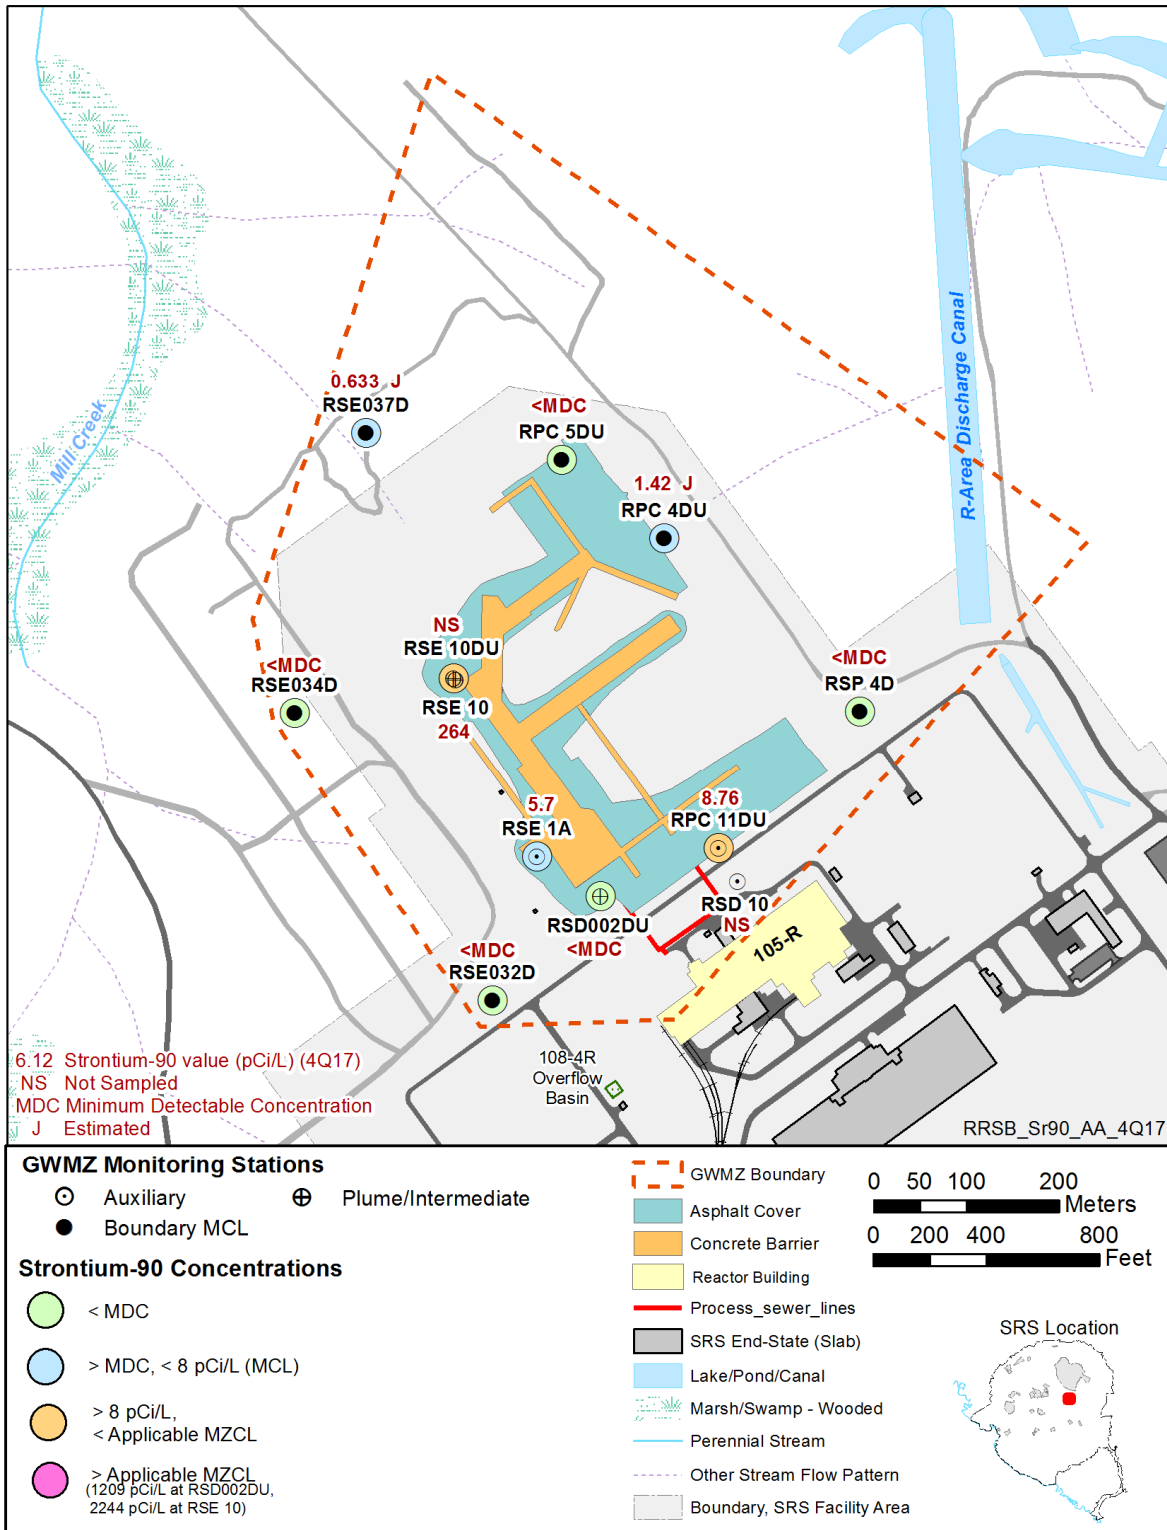 R-Area Discharge Canal
Mill Creek
0.633 J
RSE037D
<MDC
RPC 5DU
1.42 J
RPC 4DU
NS
RSE 10DU
RSE 10
264
<MDC
RSE034D
<MDC
RSP 4D
5.7
RSE 1A
8.76
RPC 11DU
RSD 10
NS
RSD002DU
<MDC
105-R
<MDC
RSE032D
108-4R
Overflow
Basin
6.12 Strontium-90 value (pCi/L) (4Q17)
NS Not Sampled
MDC Minimum Detectable Concentration
J Estimated
RRSB_Sr90_AA_4Q17
GWMZ Monitoring Stations
Auxiliary
Plume/Intermediate
Boundary MCL
Strontium-90 Concentrations
< MDC
> MDC, < 8 pCi/L (MCL)
> 8 pCi/L,
< Applicable MZCL
> Applicable MZCL
(1209 pCi/L at RSD002DU,
2244 pCi/L at RSE 10)
GWMZ Boundary
Asphalt Cover
Concrete Barrier
Reactor Building
Process_sewer_lines
SRS End-State (Slab)
Lake/Pond/Canal
Marsh/Swamp - Wooded
Perennial Stream
Other Stream Flow Pattern
Boundary, SRS Facility Area
0 50 100 200
Meters
0 200 400 800
Feet
SRS Location